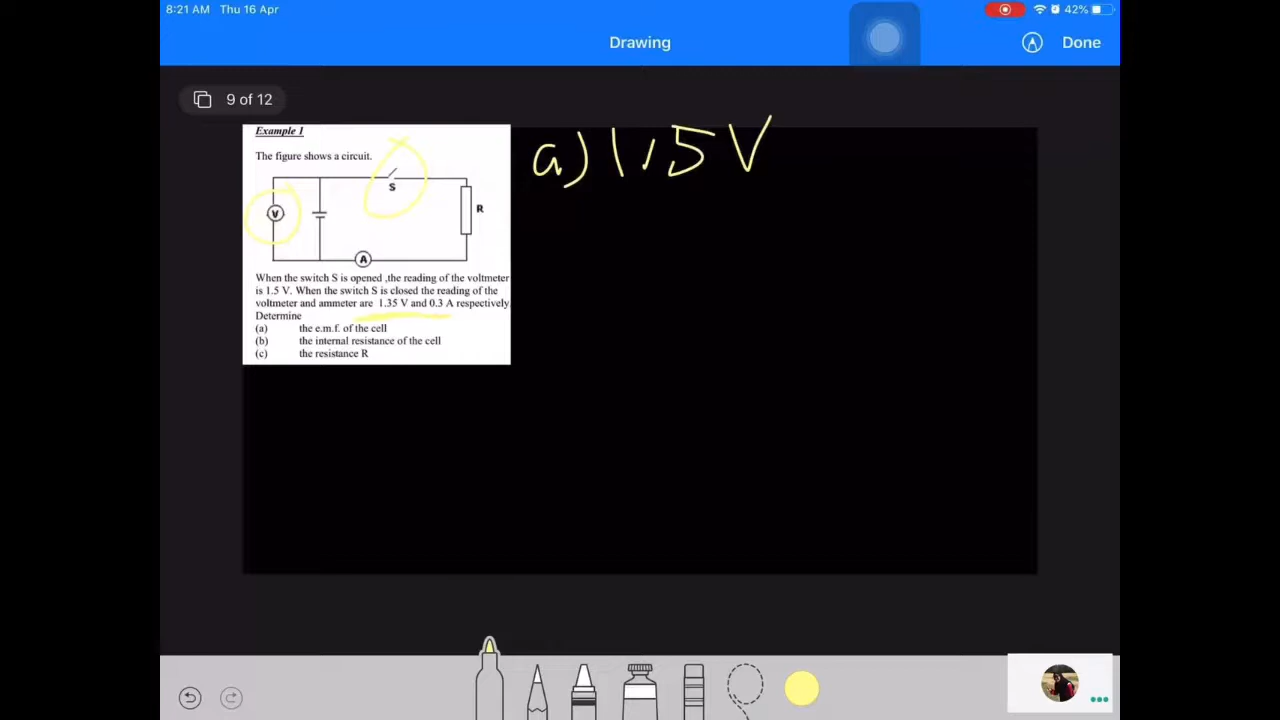 8:21 AM Thu 16 Apr
42%
Drawing
Done
9 of 12
Example 1
The figure shows a circuit.
S
V
R
A
When the switch S is opened ,the reading of the voltmeter
is 1.5 V. When the switch S is closed the reading of the
voltmeter and ammeter are 1.35 V and 0.3 A respectively
Determine
(a) the e.m.f. of the cell
(b) the internal resistance of the cell
(c) the resistance R
a) 1.5 V